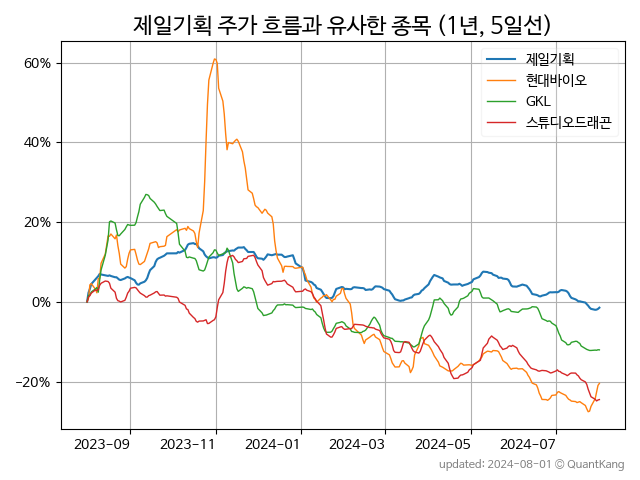 제일기획 주가 흐름과 유사한 종목 (1년, 5일선)
제일기획
현대바이오
GKL
스튜디오드래곤
60%
40%
20%
0%
−20%
2023−09
2023−11
2024−01
2024−03
2024−05
2024−07
updated: 2024-08-01 © QuantKang